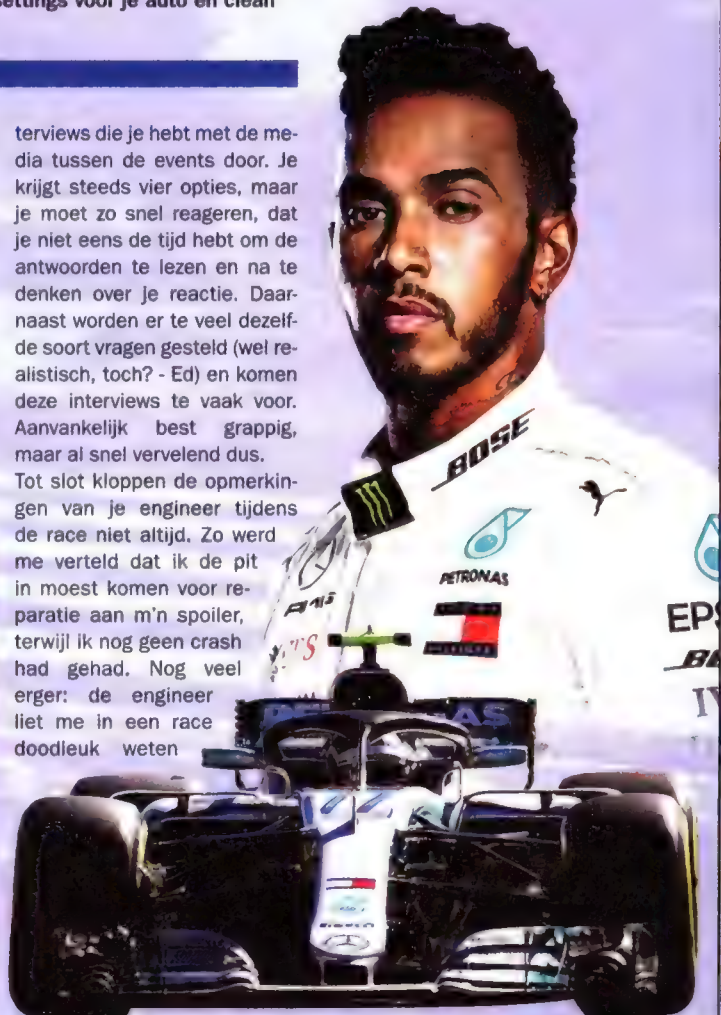 settings voor je auto en clean
terviews die je hebt met de me-
dia tussen de events door. Je
krijgt steeds vier opties, maar
je moet zo snel reageren, dat
je niet eens de tijd hebt om de
antwoorden te lezen en na te
denken over je reactie. Daar-
naast worden er te veel dezelf-
de soort vragen gesteld (wel re-
alistisch, toch? - Ed) en komen
deze interviews te vaak voor.
Aanvankelijk best grappig,
maar al snel vervelend dus.
Tot slot kloppen de opmerkin-
gen van je engineer tijdens
de race niet altijd. Zo werd
me verteld dat ik de pit
in moest komen voor re-
paratie aan m'n spoiler,
terwijl ik nog geen crash
had gehad. Nog veel
erger: de engineer
liet me in een race
doodleuk weten
BOSE
PETRONAS
EPS